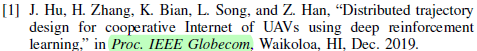 [1] J. Hu, H. Zhang, K. Bian, L. Song, and Z. Han, “Distributed trajectory
design for cooperative Internet of UAVs using deep reinforcement
learning,” in Proc. IEEE Globecom, Waikoloa, HI, Dec. 2019.